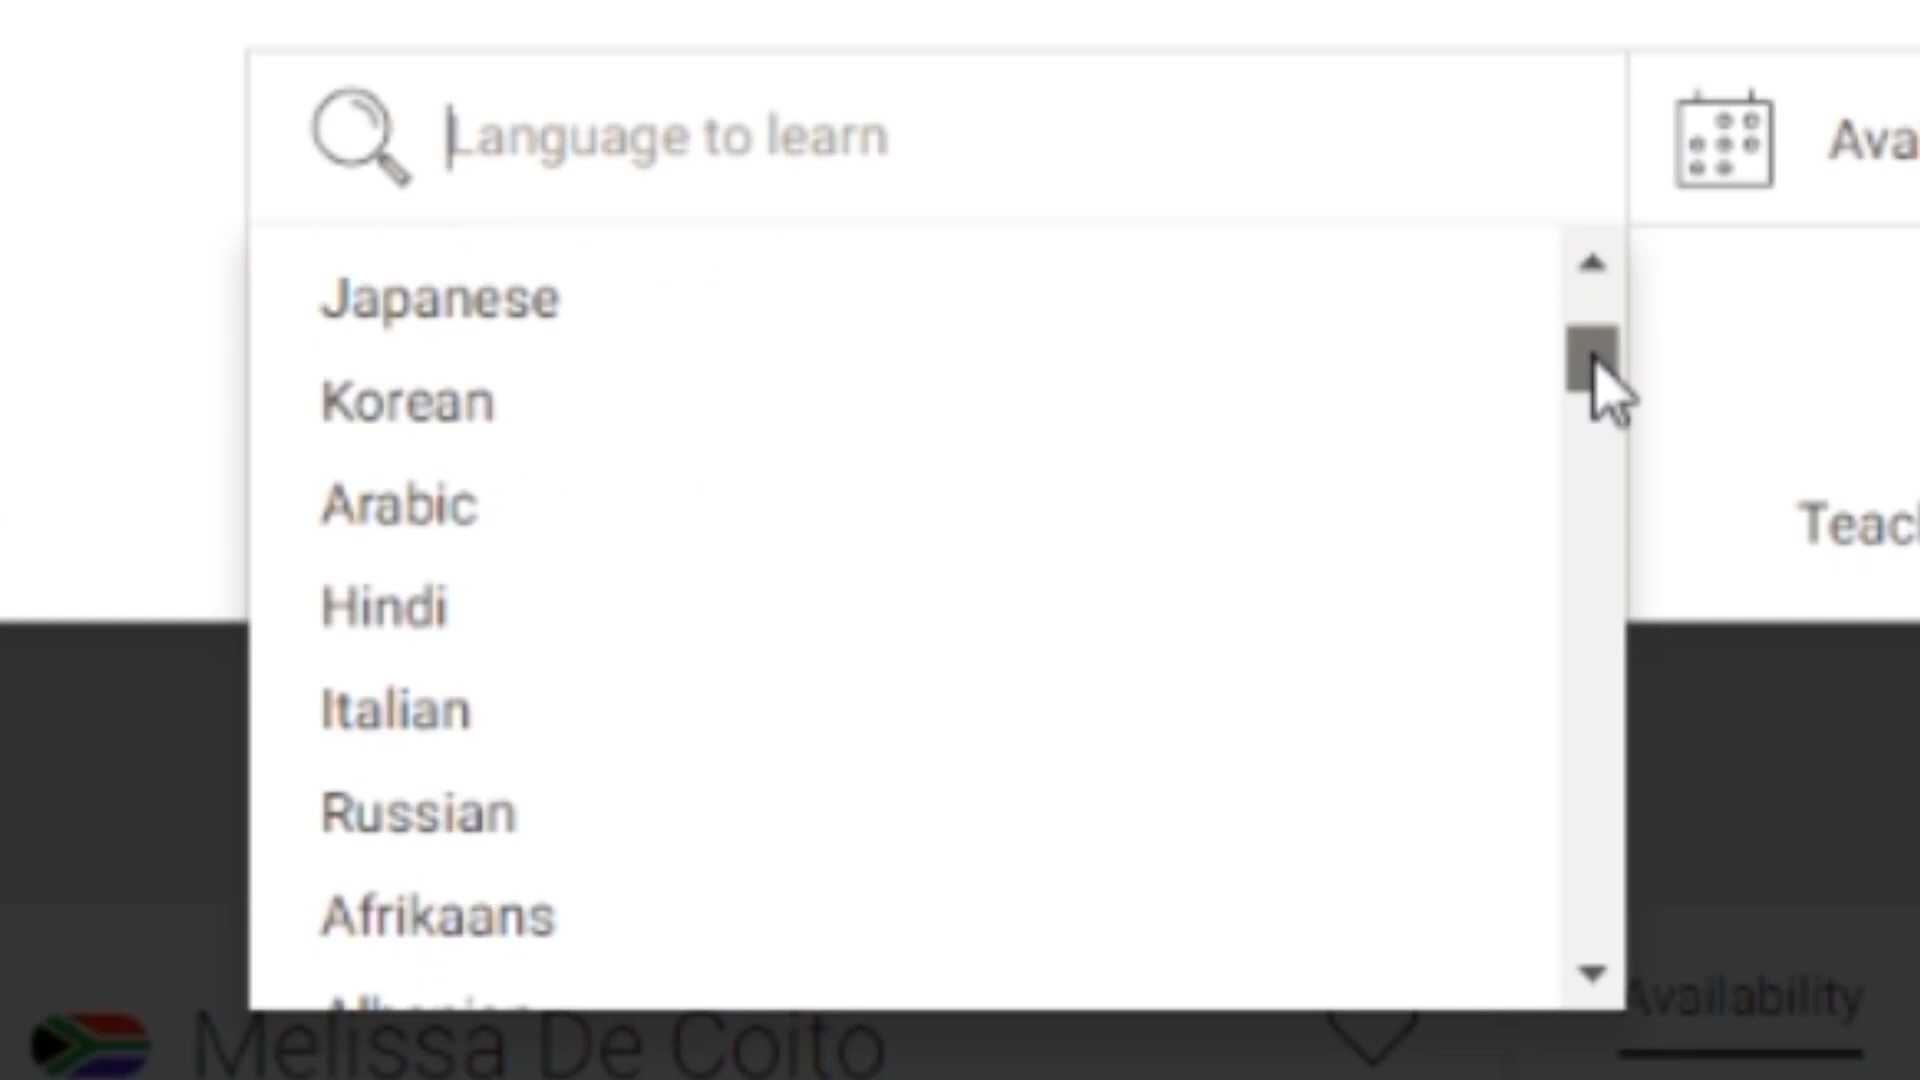 Language to learn
Ava
Japanese
Korean
Arabic
Hindi
Teac
Italian
Russian
Afrikaans
Availability
Melissa De Coito